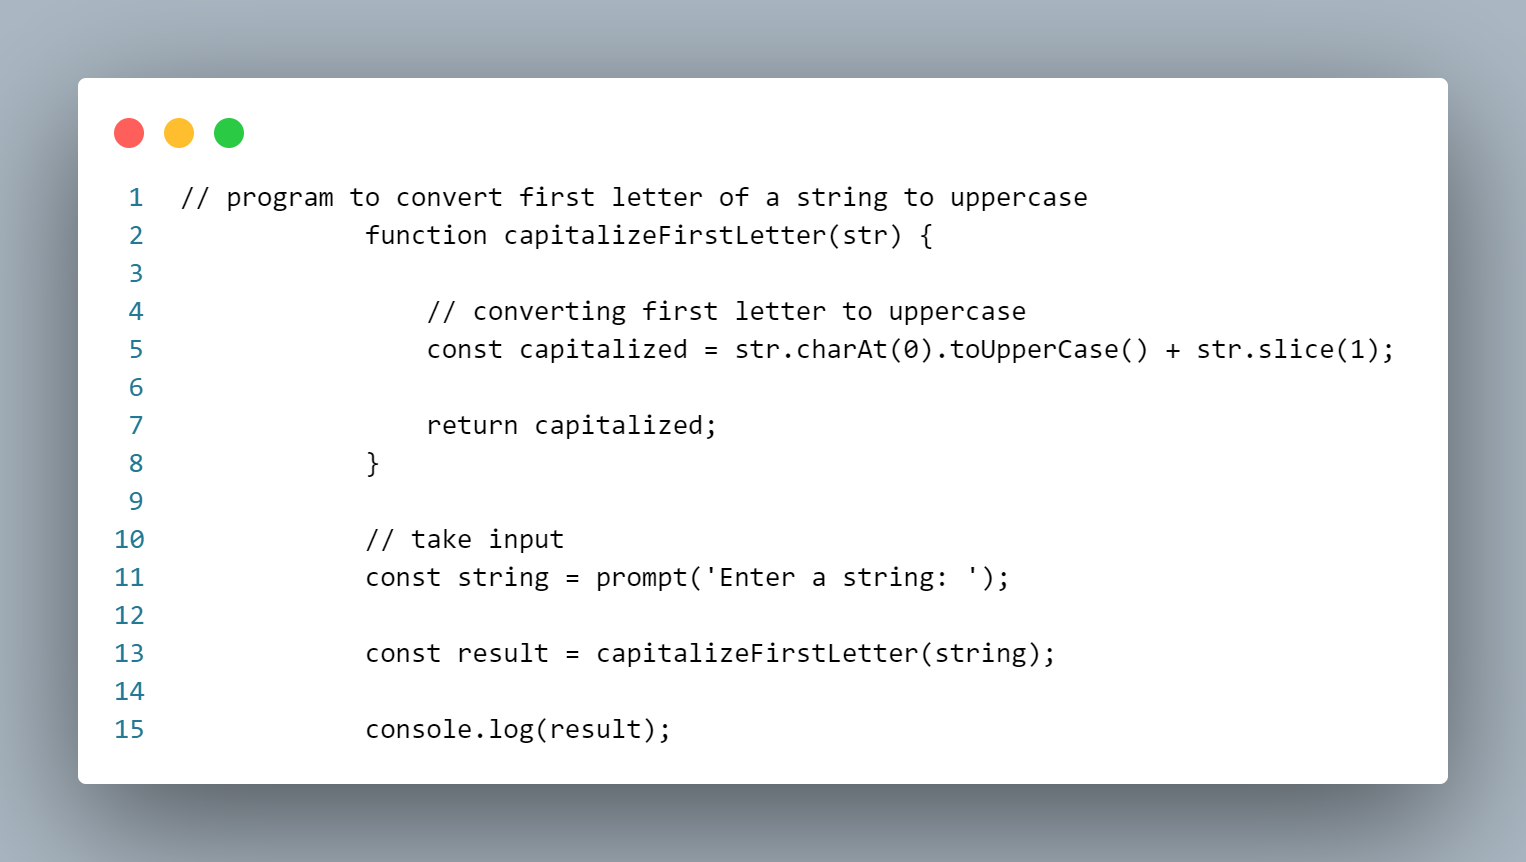 1 // program to convert first letter of a string to uppercase
2 function capitalizeFirstLetter(str) {
3
4 // converting first letter to uppercase
5 const capitalized = str.charAt(0).toUpperCase() + str.slice(1);
6
7 return capitalized;
8 }
9
10 // take input
11 const string = prompt('Enter a string: ');
12
13 const result = capitalizeFirstLetter(string);
14
15 console.log(result);